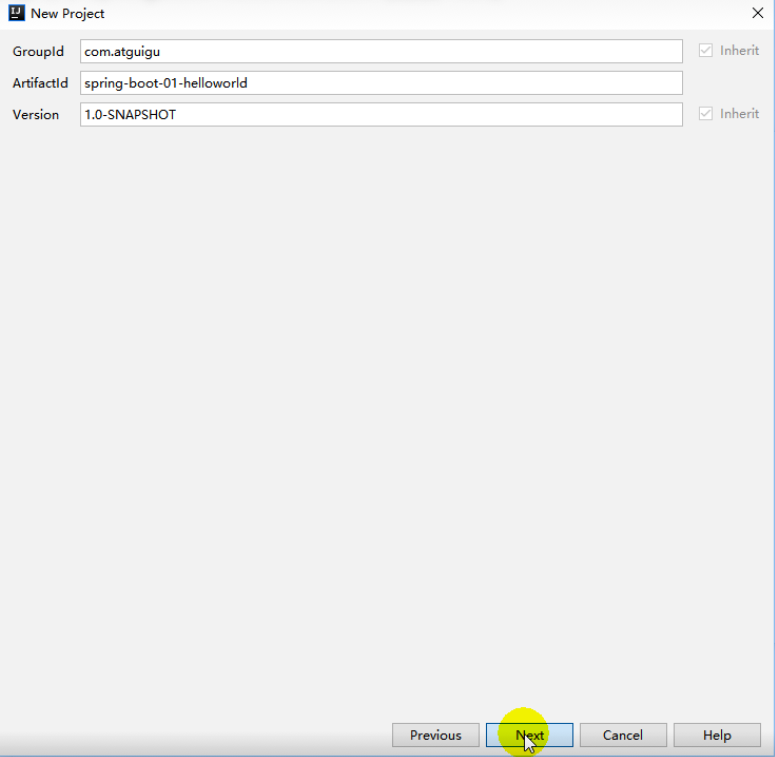 New Project
GroupId com.atguigu Inherit
ArtifactId spring-boot-01-helloworld
Version 1.0-SNAPSHOT Inherit
Previous Next Cancel Help